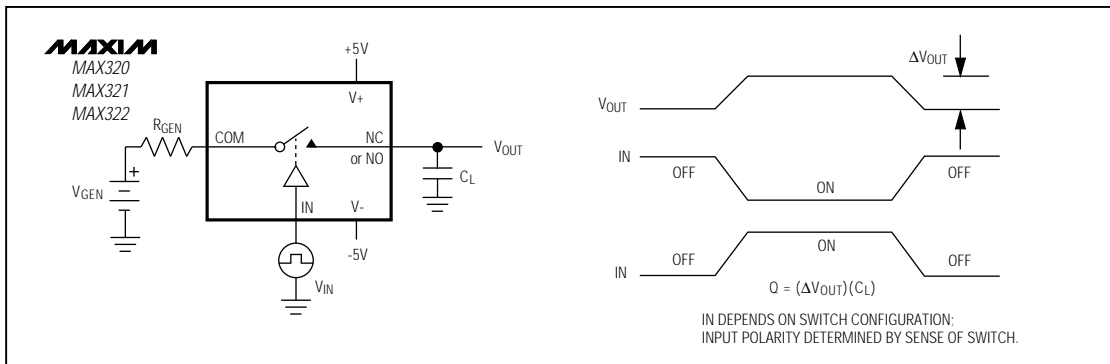 MAXIM
MAX320
MAX321
MAX322
+5V
V+
RGEN
COM
NC
or NO
VOUT
CL
VGEN
+
IN
V-
-5V
VIN
ΔVOUT
VOUT
IN
OFF
ON
OFF
IN
OFF
ON
OFF
Q = (ΔVOUT)(CL)
IN DEPENDS ON SWITCH CONFIGURATION;
INPUT POLARITY DETERMINED BY SENSE OF SWITCH.